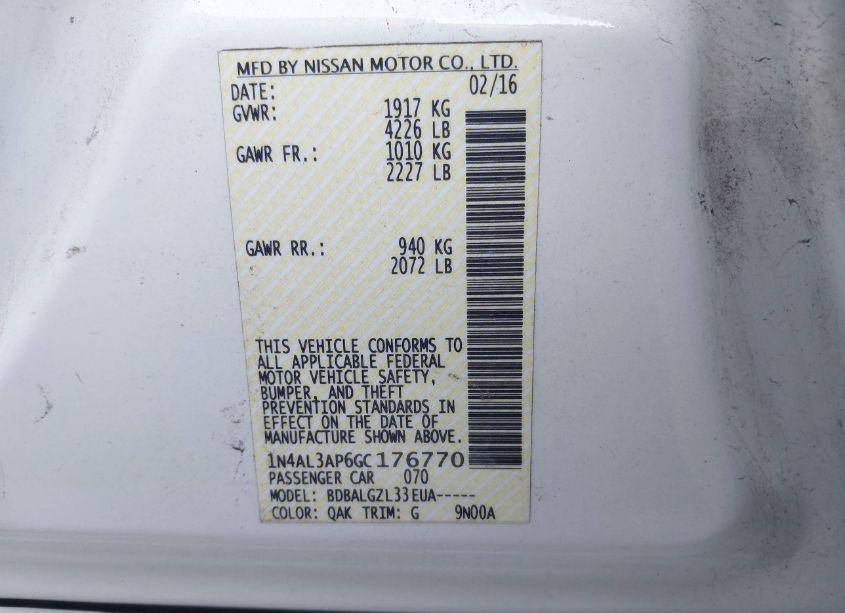 MFD BY NISSAN MOTOR CO., LTD.
DATE: 02/16
GVWR: 1917 KG
4226 LB
GAWR FR.: 1010 KG
2227 LB
GAWR RR.: 940 KG
2072 LB
THIS VEHICLE CONFORMS TO
ALL APPLICABLE FEDERAL
MOTOR VEHICLE SAFETY,
BUMPER, AND THEFT
PREVENTION STANDARDS IN
EFFECT ON THE DATE OF
MANUFACTURE SHOWN ABOVE.
1N4AL3AP6GC176770
PASSENGER CAR 070
MODEL: BDBALGZL33EUA-----
COLOR: QAK TRIM: G 9N00A